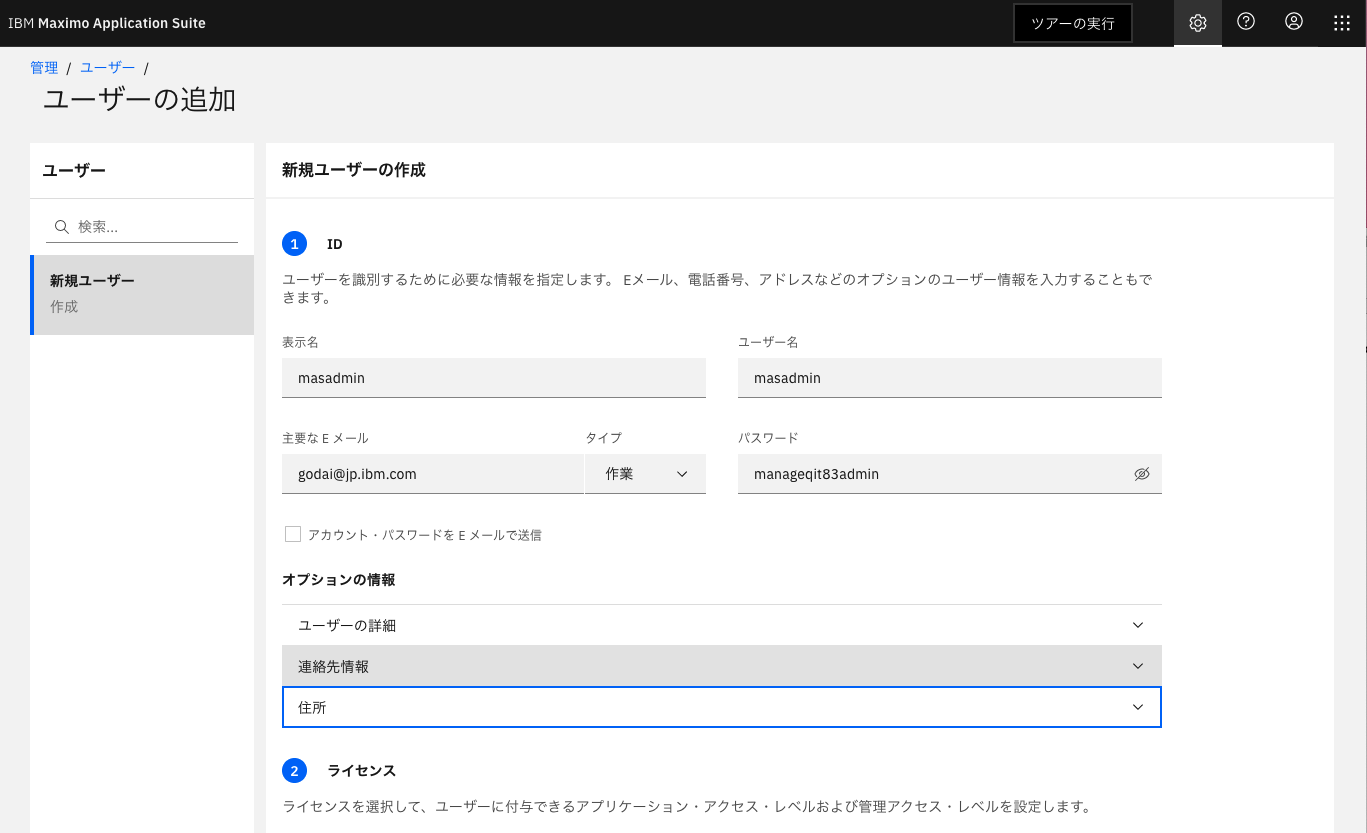 IBM Maximo Application Suite
ツアーの実行
管理 / ユーザー /
ユーザーの追加
ユーザー
検索...
新規ユーザー
作成
新規ユーザーの作成
1 ID
ユーザーを識別するために必要な情報を指定します。 Eメール、電話番号、アドレスなどのオプションのユーザー情報を入力することもで
きます。
表示名
masadmin
ユーザー名
masadmin
主要な E メール
godai@jp.ibm.com
タイプ
作業
パスワード
manageqit83admin
アカウント・パスワードを E メールで送信
オプションの情報
ユーザーの詳細
連絡先情報
住所
2 ライセンス
ライセンスを選択して、ユーザーに付与できるアプリケーション・アクセス・レベルおよび管理アクセス・レベルを設定します。